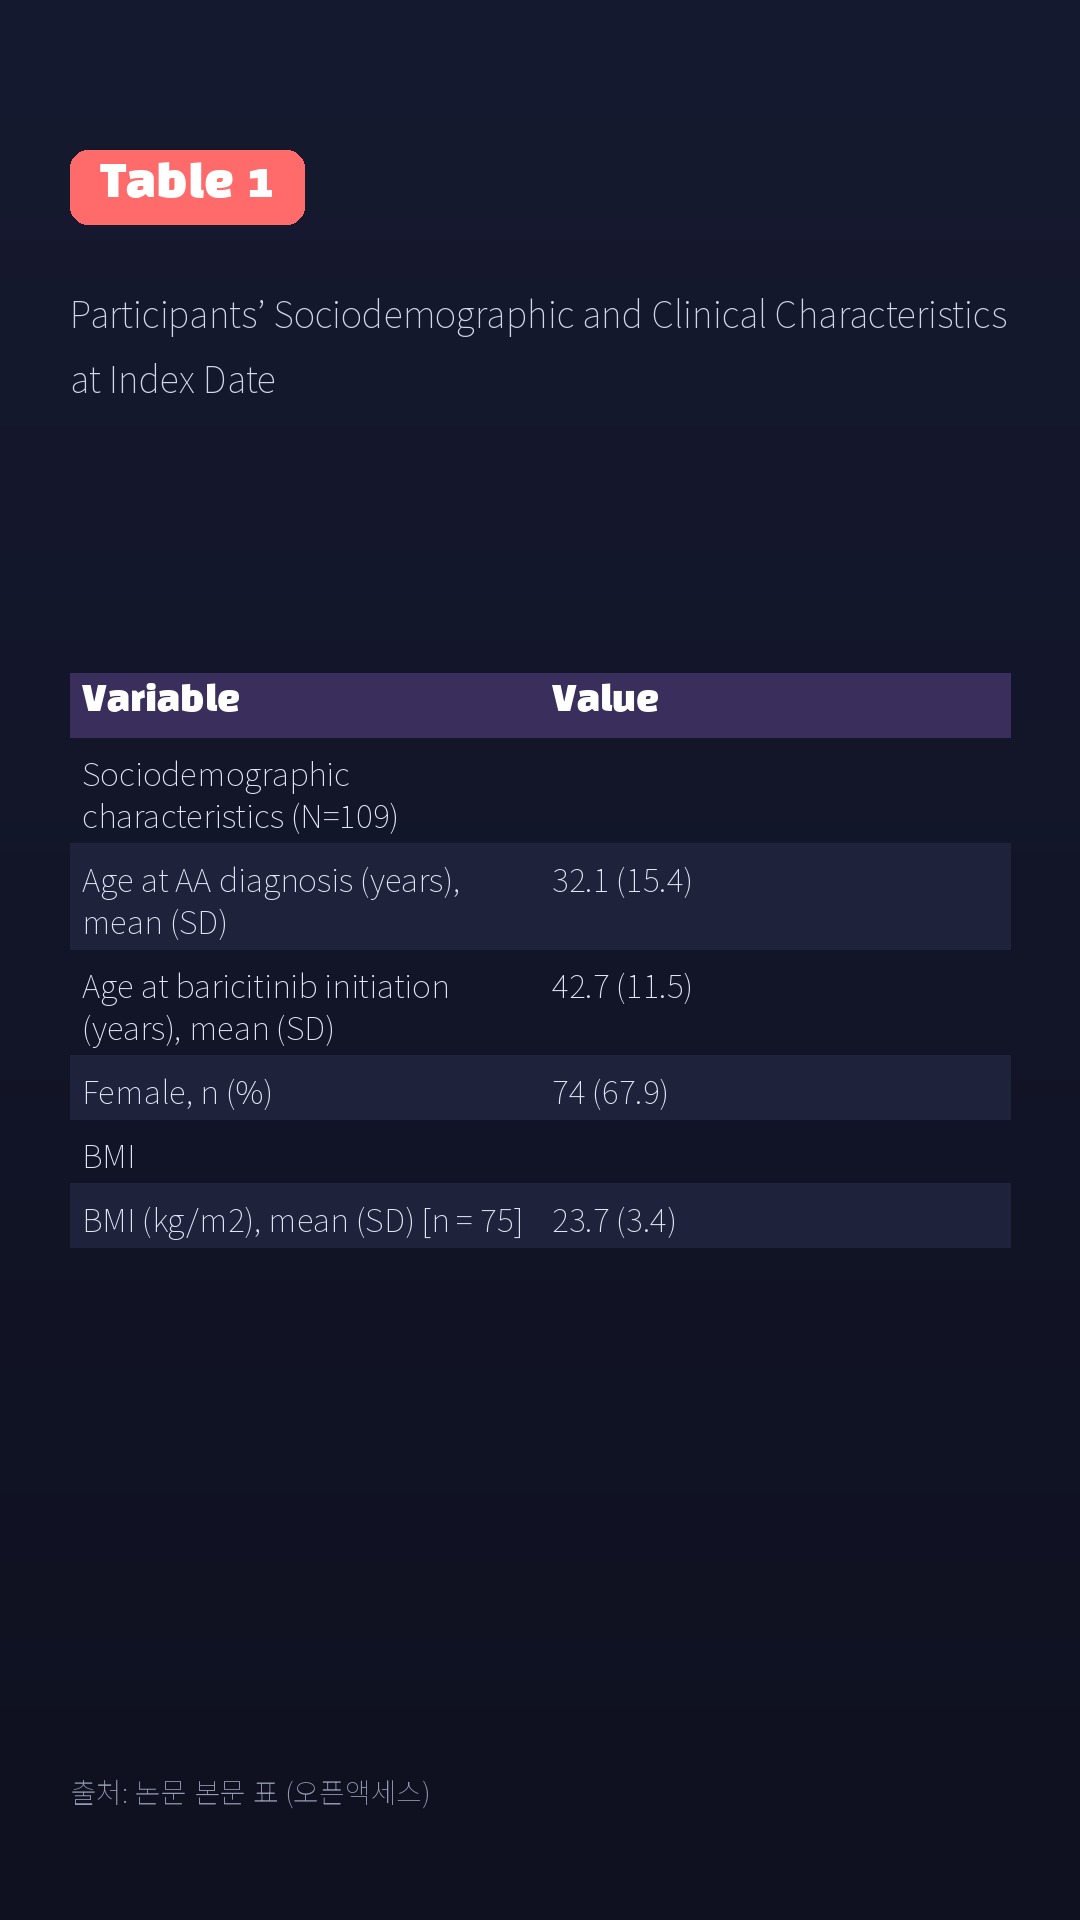 Table 1
Participants’ Sociodemographic and Clinical Characteristics
at Index Date
Variable Value
Sociodemographic
characteristics (N=109)
Age at AA diagnosis (years), 32.1 (15.4)
mean (SD)
Age at baricitinib initiation 42.7 (11.5)
(years), mean (SD)
Female, n (%) 74 (67.9)
BMI
BMI (kg/m2), mean (SD) [n = 75] 23.7 (3.4)
출처: 논문 본문 표 (오픈액세스)